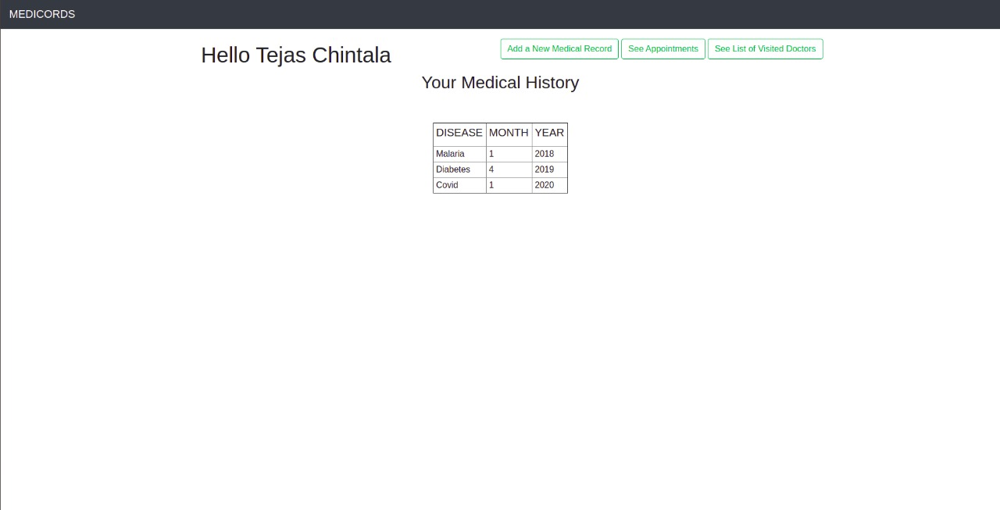 MEDICORDS
Hello Tejas Chintala
Add a New Medical Record See Appointments See List of Visited Doctors
Your Medical History
DISEASE MONTH YEAR
Malaria 1 2018
Diabetes 4 2019
Covid 1 2020